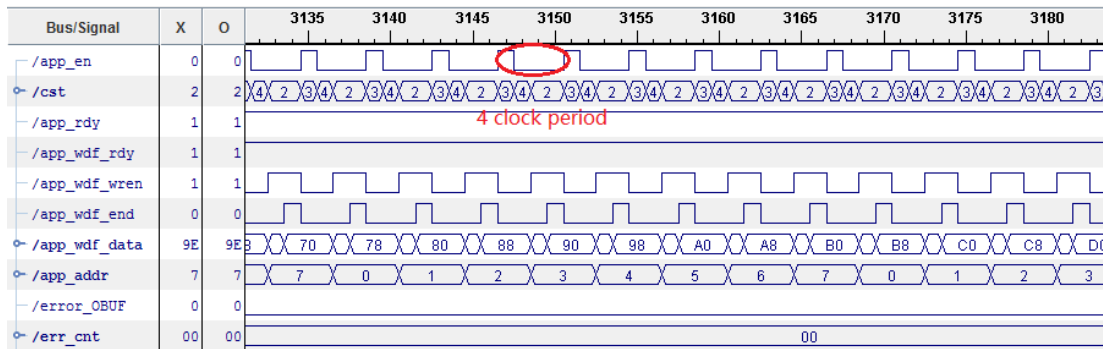 Bus/Signal X O 3135 3140 3145 3150 3155 3160 3165 3170 3175 3180
/app_en 0 0
/cst 2 2 4 2 3 4 2 3 4 2 3 4 2 3 4 2 3 4 2 3 4 2 3 4 2 3 4 2 3 4 2 3 4 2 3 4 2 3
/app_rdy 1 1
4 clock period
/app_wdf_rdy 1 1
/app_wdf_wren 1 1
/app_wdf_end 0 0
/app_wdf_data 9E 9E 70 78 80 88 90 98 A0 A8 B0 B8 C0 C8
/app_addr 7 7 7 0 1 2 3 4 5 6 7 0 1 2 3
/error_OBUF 0 0
/err_cnt 00 00 00